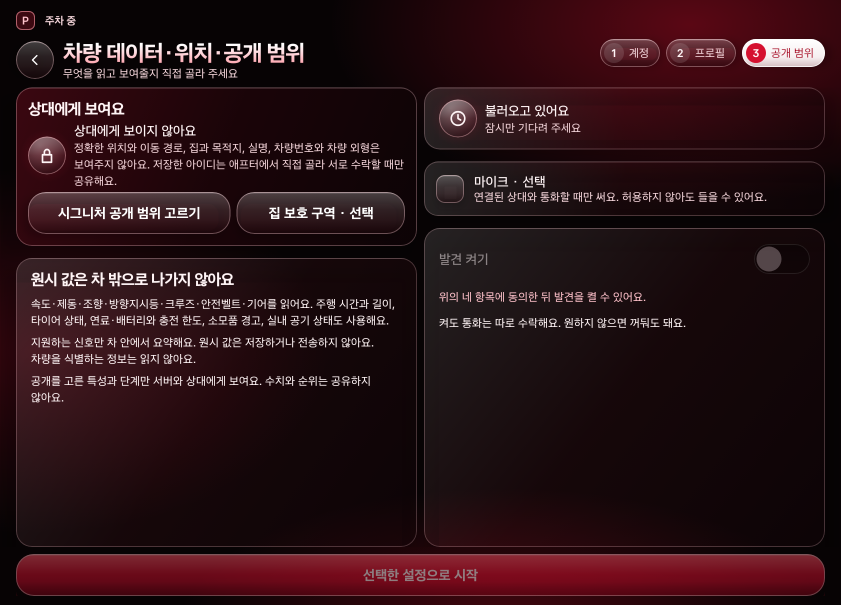 P 주차 중
차량 데이터·위치·공개 범위
무엇을 읽고 보여줄지 직접 골라 주세요
1 계정 2 프로필 3 공개 범위
상대에게 보여요
상대에게 보이지 않아요
정확한 위치와 이동 경로, 집과 목적지, 실명, 차량번호와 차량 외형은
보여주지 않아요. 저장한 아이디는 애프터에서 직접 골라 서로 수락할 때만
공유해요.
시그니처 공개 범위 고르기
집 보호 구역 · 선택
원시 값은 차 밖으로 나가지 않아요
속도·제동·조향·방향지시등·크루즈·안전벨트·기어를 읽어요. 주행 시간과 길이,
타이어 상태, 연료·배터리와 충전 한도, 소모품 경고, 실내 공기 상태도 사용해요.
지원하는 신호만 차 안에서 요약해요. 원시 값은 저장하거나 전송하지 않아요.
차량을 식별하는 정보는 읽지 않아요.
공개를 고른 특성과 단계만 서버와 상대에게 보여요. 수치와 순위는 공유하지
않아요.
불러오고 있어요
잠시만 기다려 주세요
마이크 · 선택
연결된 상대와 통화할 때만 써요. 허용하지 않아도 들을 수 있어요.
발견 켜기
위의 네 항목에 동의한 뒤 발견을 켤 수 있어요.
켜도 통화는 따로 수락해요. 원하지 않으면 꺼둬도 돼요.
선택한 설정으로 시작